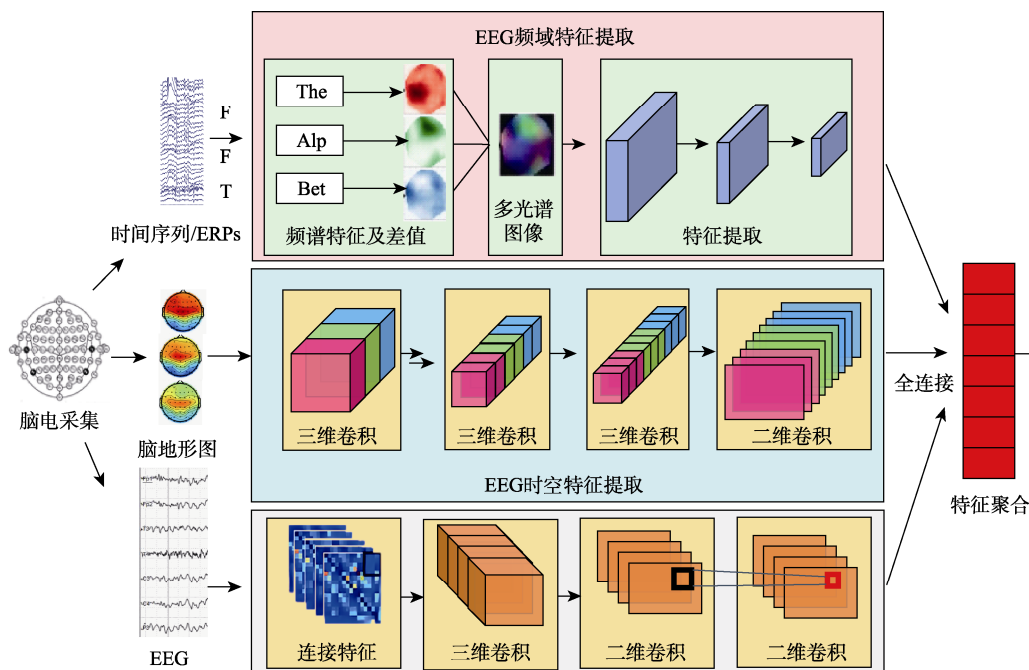 EEG频域特征提取
The
Alp
Bet
频谱特征及差值
多光谱
图像
特征提取
F
F
T
时间序列/ERPs
脑电采集
脑地形图
三维卷积
三维卷积
三维卷积
二维卷积
EEG时空特征提取
全连接
特征聚合
EEG
连接特征
三维卷积
二维卷积
二维卷积